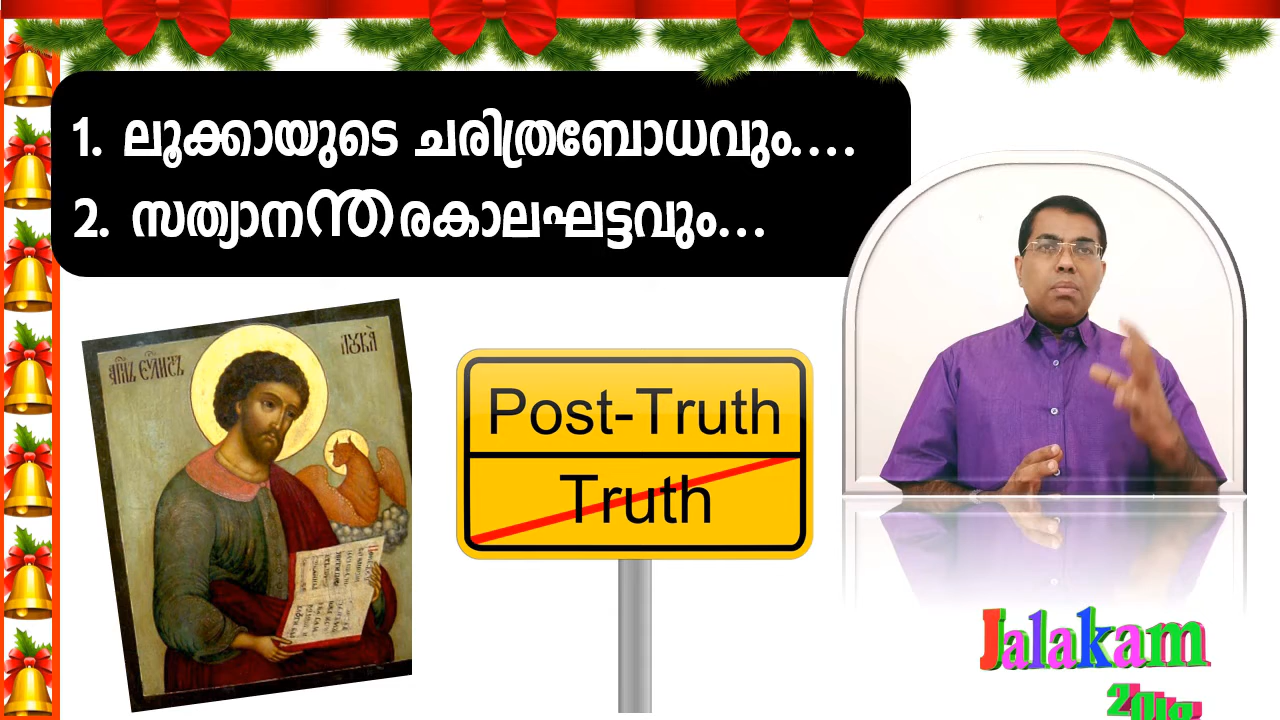 1. ലൂക്കായുടെ ചരിത്രബോധവും....
2. സത്യാനന്തരകാലഘട്ടവും...
Post-Truth
Truth
Jalakam